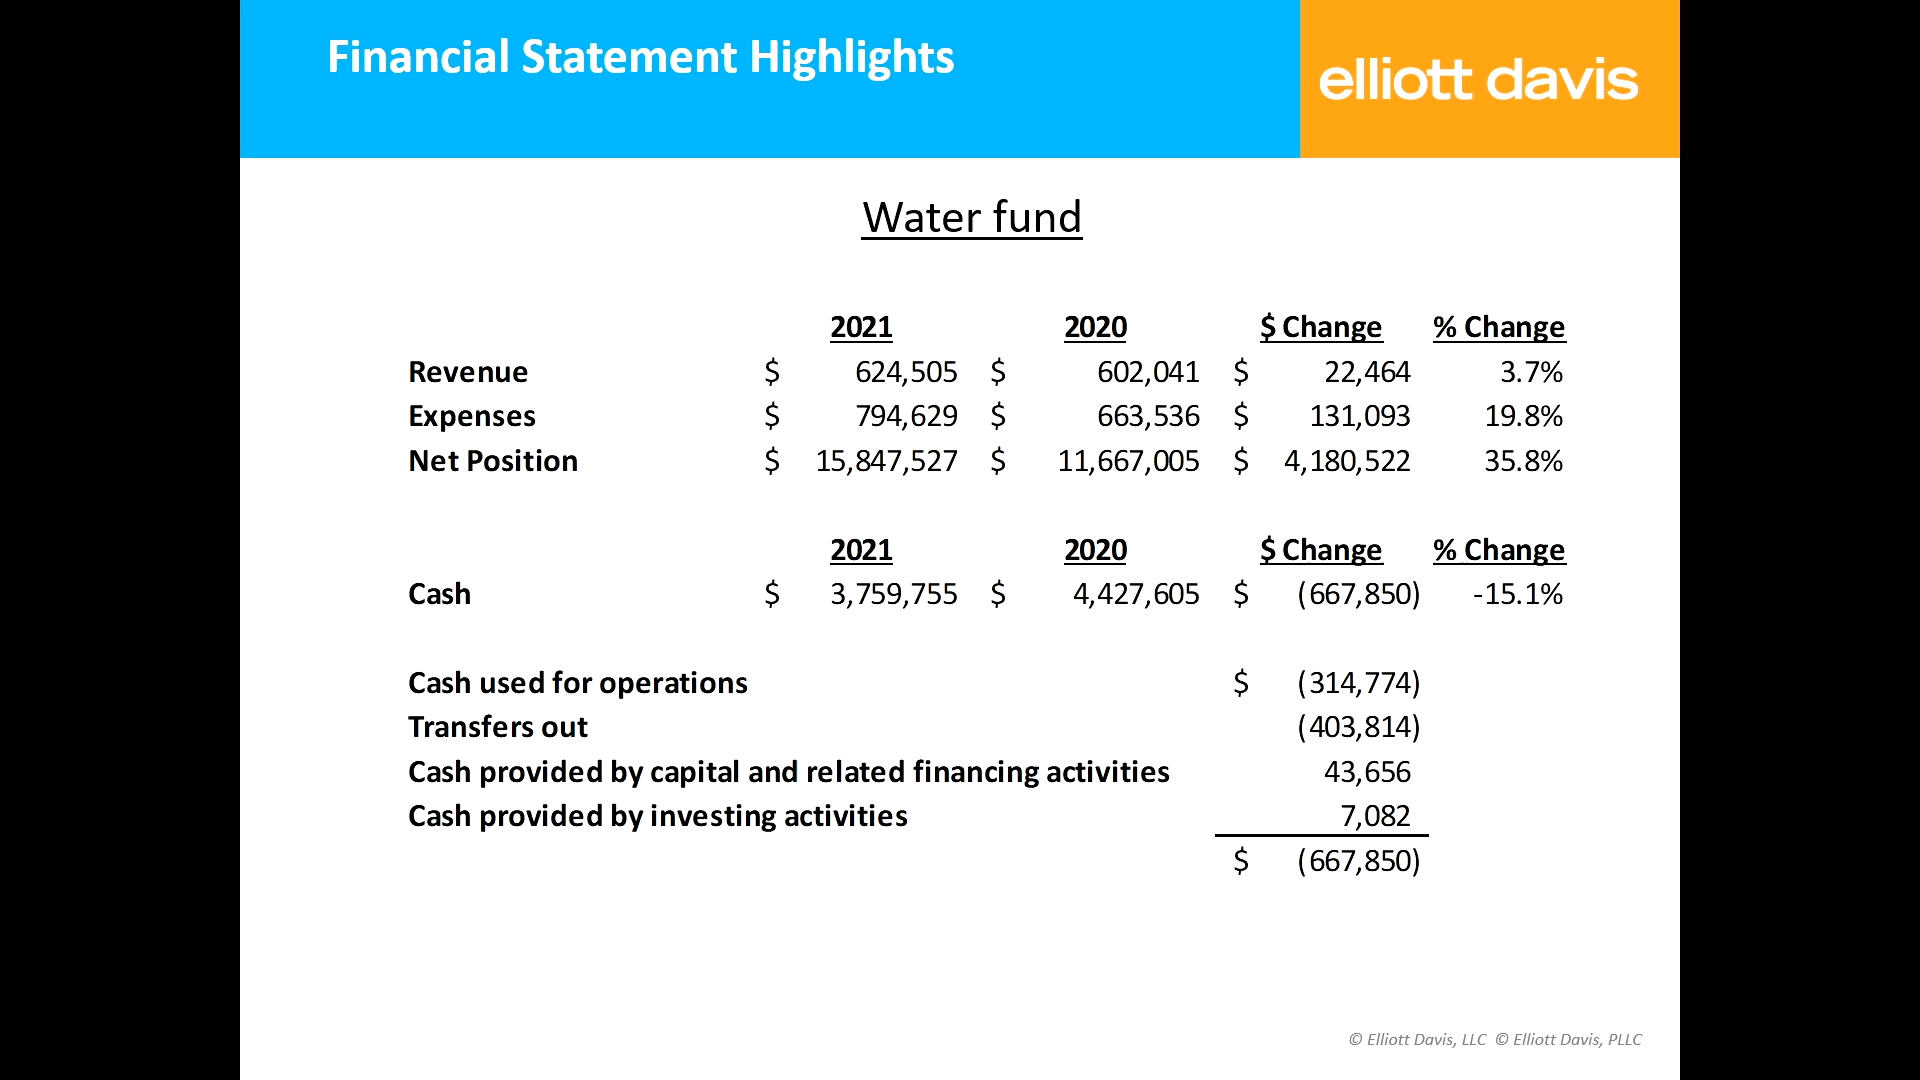 Financial Statement Highlights
elliott davis
Water fund
2021 2020 $ Change % Change
Revenue $ 624,505 $ 602,041 $ 22,464 3.7%
Expenses $ 794,629 $ 663,536 $ 131,093 19.8%
Net Position $ 15,847,527 $ 11,667,005 $ 4,180,522 35.8%
2021 2020 $ Change % Change
Cash $ 3,759,755 $ 4,427,605 $ (667,850) -15.1%
Cash used for operations $ (314,774)
Transfers out (403,814)
Cash provided by capital and related financing activities 43,656
Cash provided by investing activities 7,082
$ (667,850)
© Elliott Davis, LLC © Elliott Davis, PLLC